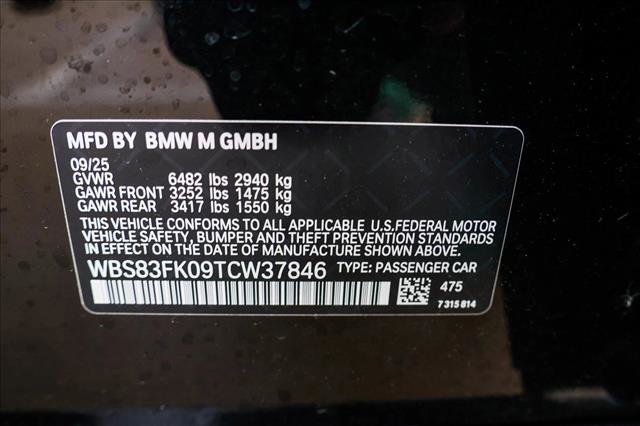 MFD BY BMW M GMBH
09/25
GVWR 6482 lbs 2940 kg
GAWR FRONT 3252 lbs 1475 kg
GAWR REAR 3417 lbs 1550 kg
THIS VEHICLE CONFORMS TO ALL APPLICABLE U.S.FEDERAL MOTOR
VEHICLE SAFETY, BUMPER AND THEFT PREVENTION STANDARDS
IN EFFECT ON THE DATE OF MANUFACTURE SHOWN ABOVE.
WBS83FK09TCW37846 TYPE: PASSENGER CAR
475
7 315 814